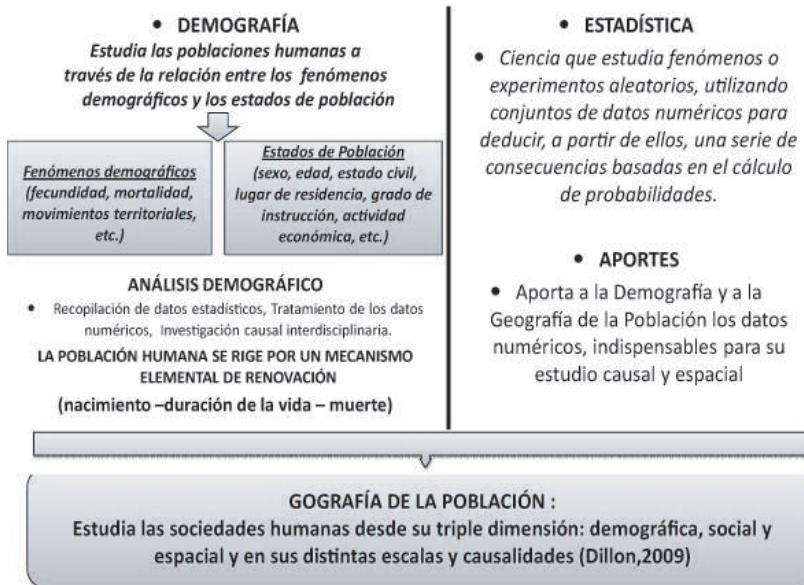 • DEMOGRAFÍA
Estudia las poblaciones humanas a
través de la relación entre los fenómenos
demográficos y los estados de población
Fenómenos demográficos
(fecundidad, mortalidad,
movimientos territoriales,
etc.)
Estados de Población
(sexo, edad, estado civil,
lugar de residencia, grado de
instrucción, actividad
económica, etc.)
ANÁLISIS DEMOGRÁFICO
• Recopilación de datos estadísticos, Tratamiento de los datos
numéricos, Investigación causal interdisciplinaria.
LA POBLACIÓN HUMANA SE RIGE POR UN MECANISMO
ELEMENTAL DE RENOVACIÓN
(nacimiento –duración de la vida – muerte)
• ESTADÍSTICA
• Ciencia que estudia fenómenos o
experimentos aleatorios, utilizando
conjuntos de datos numéricos para
deducir, a partir de ellos, una serie de
consecuencias basadas en el cálculo
de probabilidades.
• APORTES
• Aporta a la Demografía y a la
Geografía de la Población los datos
numéricos, indispensables para su
estudio causal y espacial
GOGRAFÍA DE LA POBLACIÓN :
Estudia las sociedades humanas desde su triple dimensión: demográfica, social y
espacial y en sus distintas escalas y causalidades (Dillon,2009)